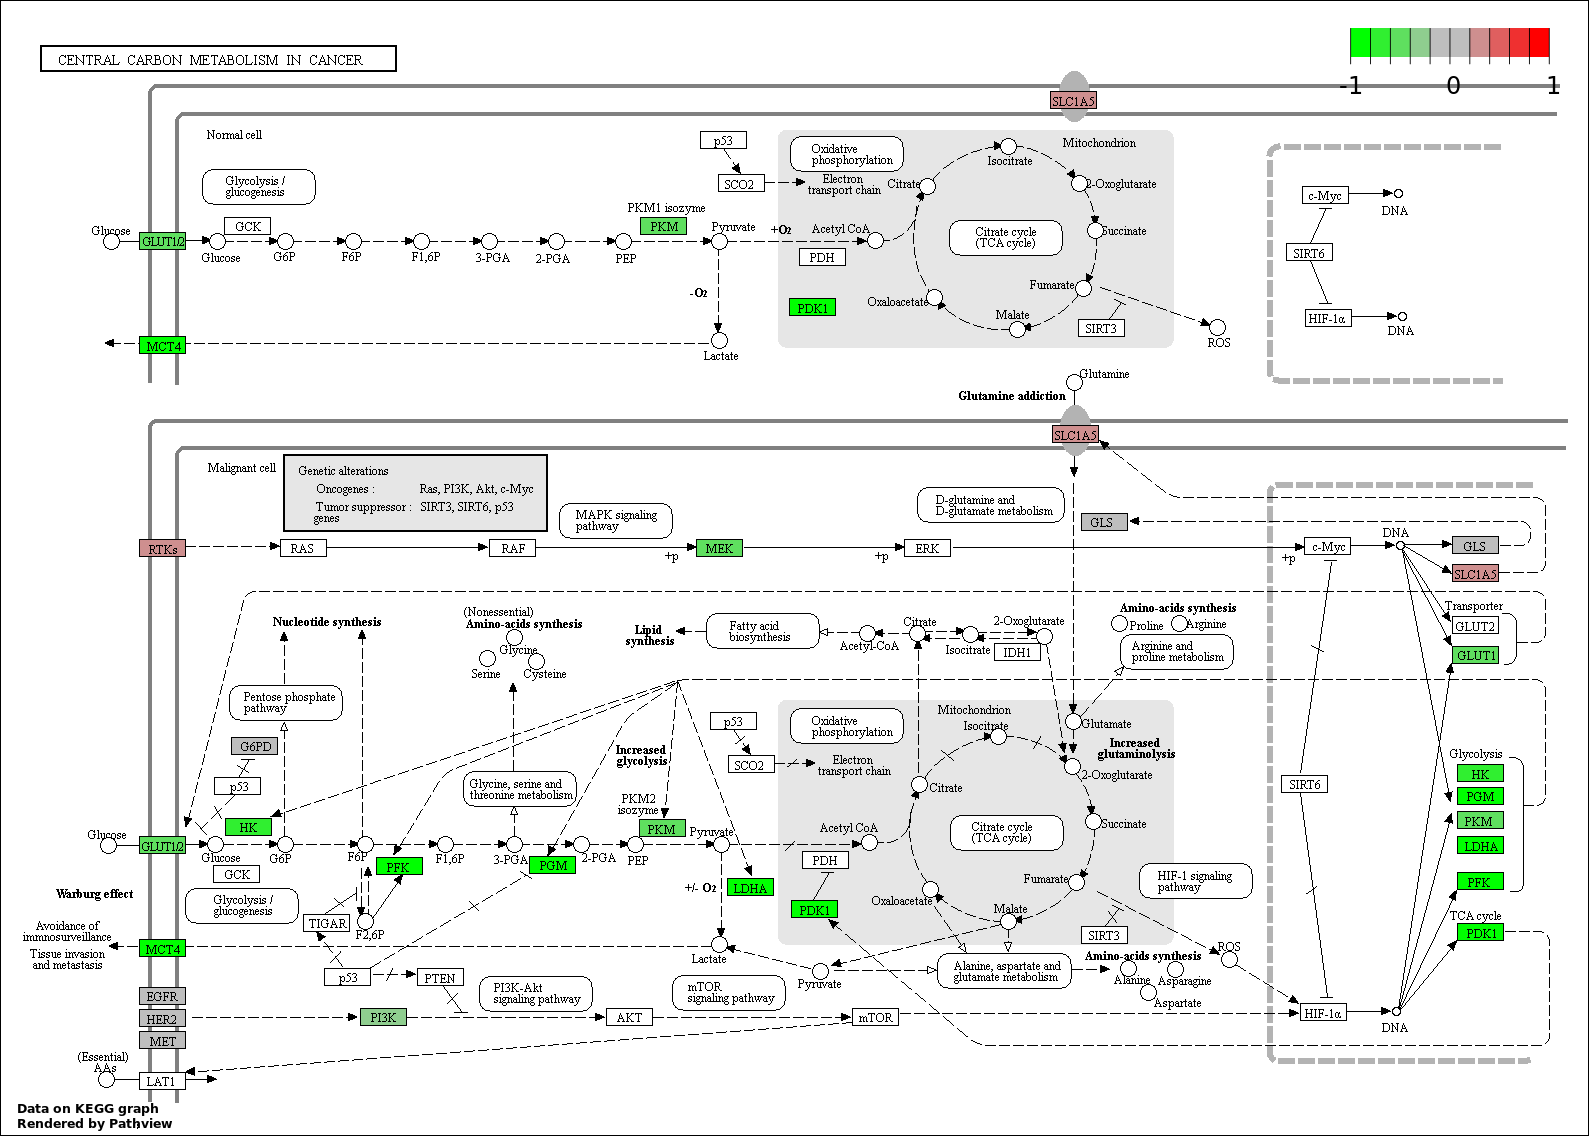 CENTRAL CARBON METABOLISM IN CANCER
-1 0 1
SLC1A5
Normal cell
p53
Oxidative
phosphorylation
Isocitrate
Mitochondrion
Glycolysis /
glucogenesis
SCO2
Electron
transport chain
Citrate
2-Oxoglutarate
c-Myc
DNA
PKM1 isozyme
GCK
PKM
Glucose
GLUT1/2
Glucose
G6P
F6P
F1,6P
3-PGA
2-PGA
PEP
Pyruvate
+O2
Acetyl CoA
PDH
Citrate cycle
(TCA cycle)
Succinate
SIRT6
-O2
PDK1
Oxaloacetate
Fumarate
Malate
SIRT3
ROS
HIF-1α
DNA
MCT4
Lactate
Glutamine
Glutamine addiction
SLC1A5
Malignant cell
Genetic alterations
Oncogenes : Ras, PI3K, Akt, c-Myc
Tumor suppressor : SIRT3, SIRT6, p53
genes
MAPK signaling
pathway
D-glutamine and
D-glutamate metabolism
GLS
RTKs
RAS
RAF
+p
MEK
+p
ERK
+p
c-Myc
DNA
GLS
SLC1A5
Transporter
GLUT2
GLUT1
Nucleotide synthesis
(Nonessential)
Amino-acids synthesis
Glycine
Serine
Cysteine
Lipid
synthesis
Fatty acid
biosynthesis
Acetyl-CoA
Citrate
Isocitrate
2-Oxoglutarate
IDH1
Amino-acids synthesis
Proline
Arginine
Arginine and
proline metabolism
Pentose phosphate
pathway
G6PD
p53
Increased
glycolysis
Glycine, serine and
threonine metabolism
PKM2
isozyme
p53
SCO2
Oxidative
phosphorylation
Electron
transport chain
Mitochondrion
Isocitrate
Glutamate
Increased
glutaminolysis
2-Oxoglutarate
Citrate
Glycolysis
HK
PGM
PKM
LDHA
PFK
SIRT6
HK
Glucose
GLUT1/2
Glucose
GCK
G6P
F6P
PFK
F1,6P
3-PGA
PGM
2-PGA
PEP
PKM
Pyruvate
Acetyl CoA
PDH
Citrate cycle
(TCA cycle)
Succinate
+/- O2
LDHA
PDK1
Oxaloacetate
Fumarate
Malate
SIRT3
HIF-1 signaling
pathway
Warburg effect
Glycolysis /
glucogenesis
TIGAR
F2,6P
TCA cycle
PDK1
Avoidance of
immnosurveillance
Tissue invasion
and metastasis
MCT4
Lactate
p53
PTEN
Pyruvate
Alanine, aspartate and
glutamate metabolism
Amino-acids synthesis
Alanine
Asparagine
Aspartate
ROS
EGFR
HER2
MET
PI3K
PI3K-Akt
signaling pathway
AKT
mTOR
signaling pathway
mTOR
HIF-1α
DNA
(Essential)
AAs
LAT1
Data on KEGG graph
Rendered by Pathview